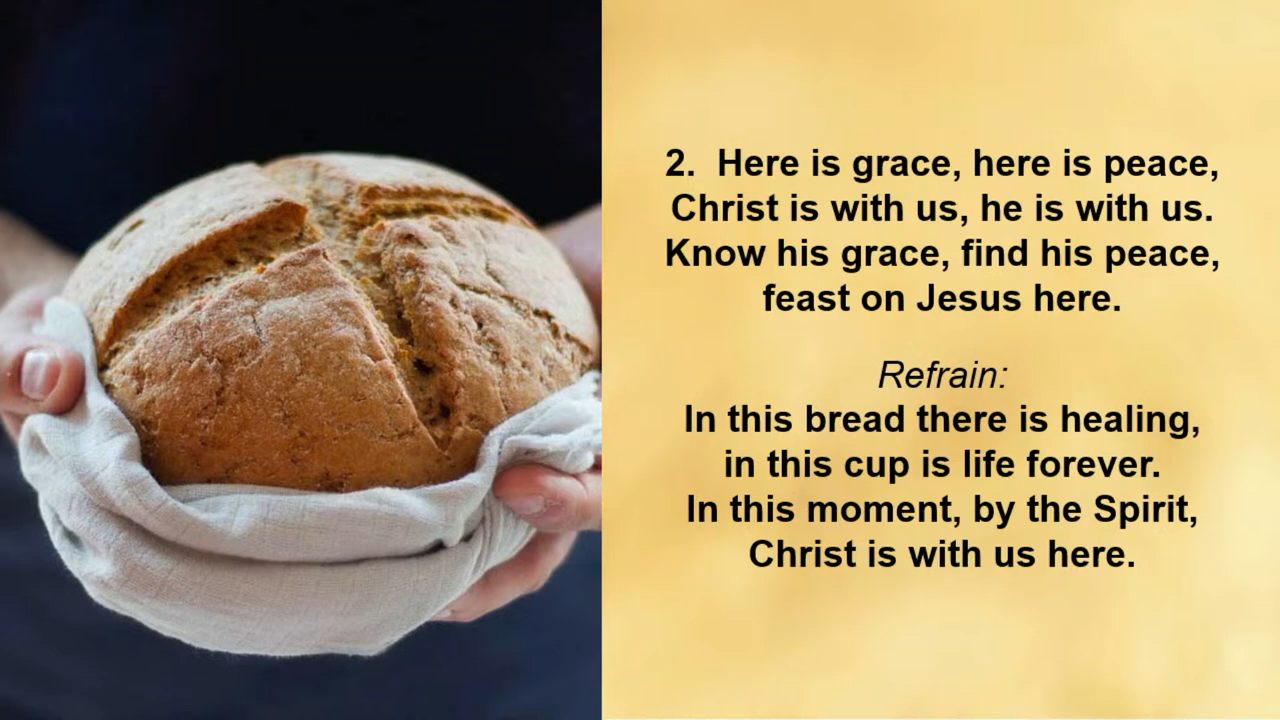 2. Here is grace, here is peace,
Christ is with us, he is with us.
Know his grace, find his peace,
feast on Jesus here.
Refrain:
In this bread there is healing,
in this cup is life forever.
In this moment, by the Spirit,
Christ is with us here.